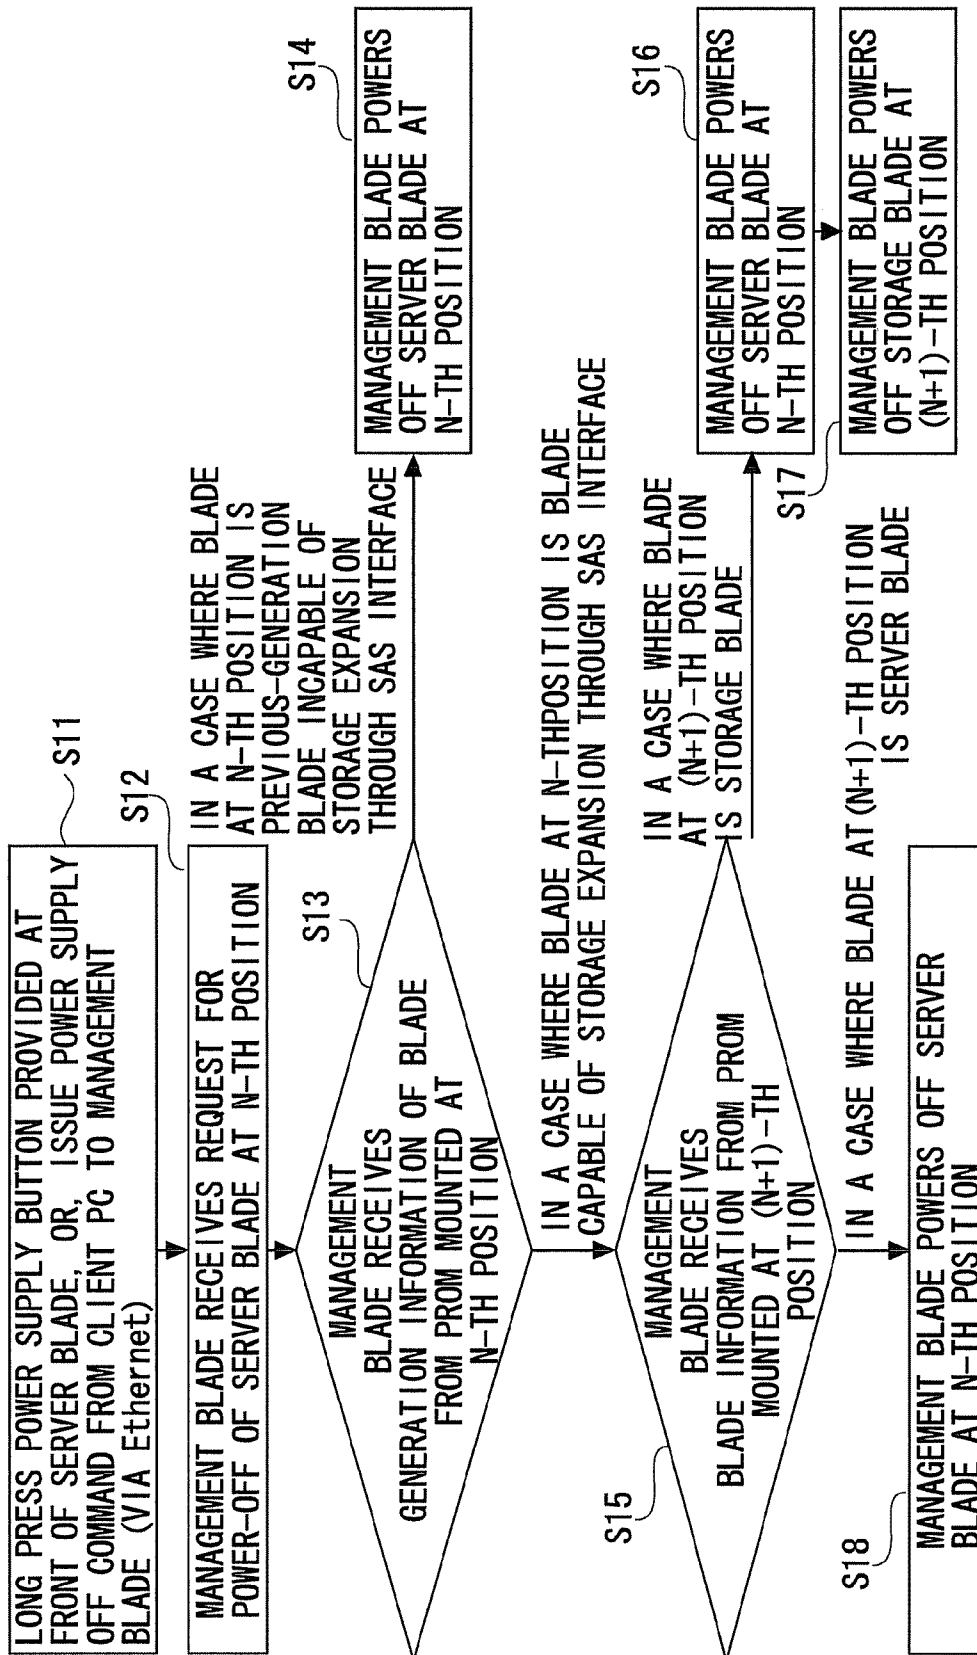 LONG PRESS POWER SUPPLY BUTTON PROVIDED AT
FRONT OF SERVER BLADE, OR, ISSUE POWER SUPPLY
OFF COMMAND FROM CLIENT PC TO MANAGEMENT
BLADE (VIA Ethernet)
S11
MANAGEMENT BLADE RECEIVES REQUEST FOR
POWER-OFF OF SERVER BLADE AT N-TH POSITION
S12
MANAGEMENT
BLADE RECEIVES
GENERATION INFORMATION OF BLADE
FROM PROM MOUNTED AT
N-TH POSITION
S13
IN A CASE WHERE BLADE
AT N-TH POSITION IS
PREVIOUS-GENERATION
BLADE INCAPABLE OF
STORAGE EXPANSION
THROUGH SAS INTERFACE
MANAGEMENT BLADE POWERS
OFF SERVER BLADE AT
N-TH POSITION
S14
IN A CASE WHERE BLADE AT N-THPOSITION IS BLADE
CAPABLE OF STORAGE EXPANSION THROUGH SAS INTERFACE
MANAGEMENT
BLADE RECEIVES
BLADE INFORMATION FROM PROM
MOUNTED AT (N+1)-TH
POSITION
S15
IN A CASE WHERE BLADE
AT (N+1)-TH POSITION
IS STORAGE BLADE
MANAGEMENT BLADE POWERS
OFF SERVER BLADE AT
N-TH POSITION
S16
MANAGEMENT BLADE POWERS
OFF STORAGE BLADE AT
(N+1)-TH POSITION
S17
IN A CASE WHERE BLADE AT(N+1)-TH POSITION
IS SERVER BLADE
MANAGEMENT BLADE POWERS OFF SERVER
BLADE AT N-TH POSITION
S18